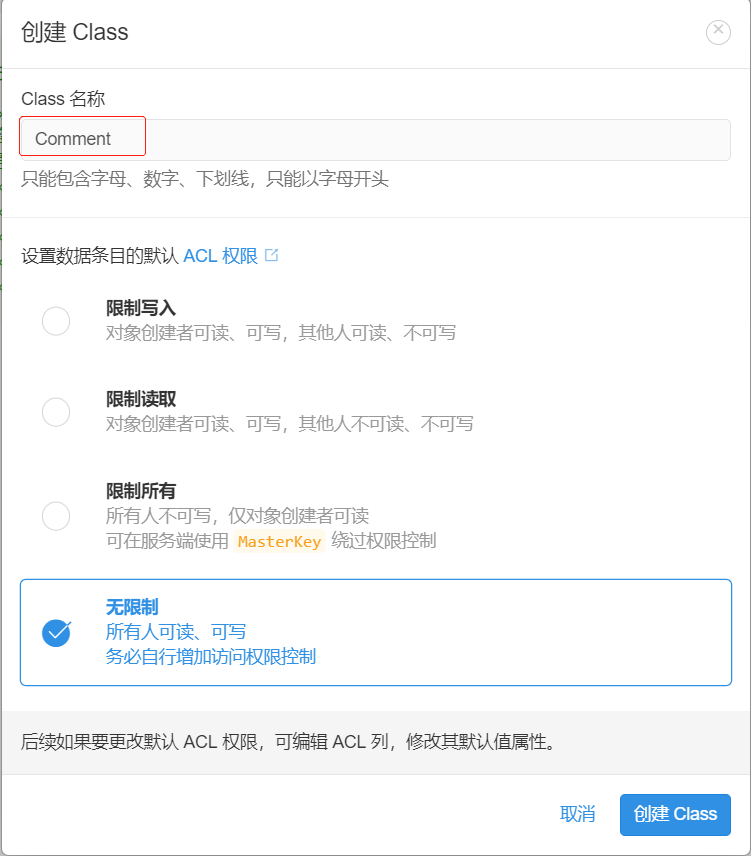 创建 Class
Class 名称
Comment
只能包含字母、数字、下划线，只能以字母开头
设置数据条目的默认 ACL 权限
限制写入
对象创建者可读、可写，其他人可读、不可写
限制读取
对象创建者可读、可写，其他人不可读、不可写
限制所有
所有人不可写，仅对象创建者可读
可在服务端使用 MasterKey 绕过权限控制
无限制
所有人可读、可写
务必自行增加访问权限控制
后续如果要更改默认 ACL 权限，可编辑 ACL 列，修改其默认值属性。
取消
创建 Class